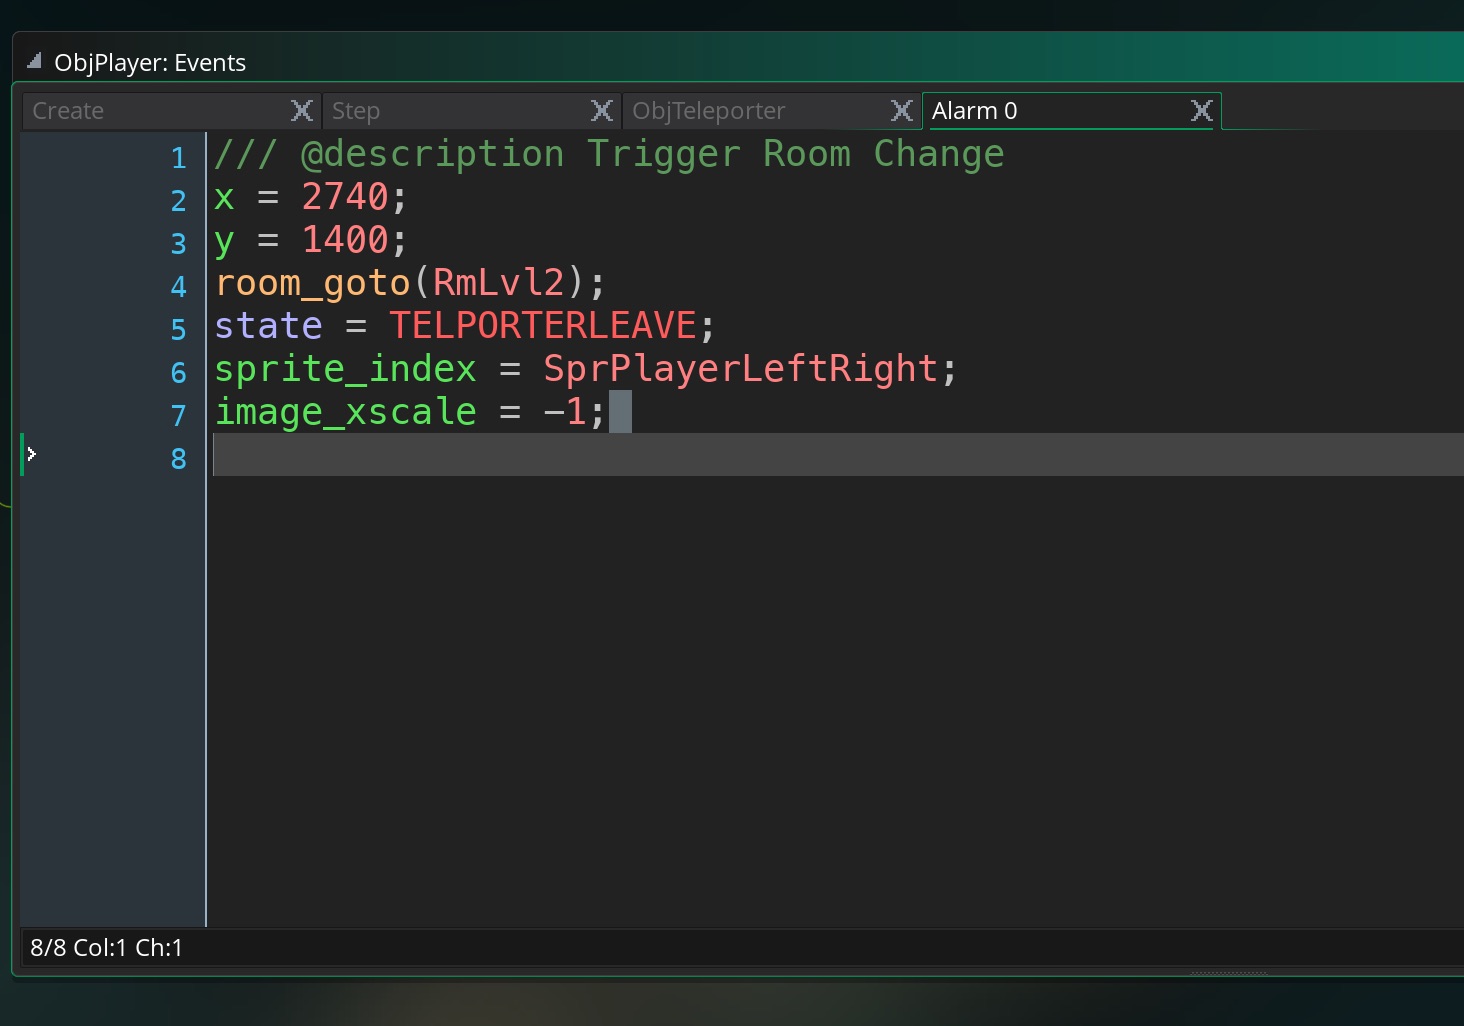 ObjPlayer: Events
Create Step ObjTeleporter Alarm 0
1 /// @description Trigger Room Change
2 x = 2740;
3 y = 1400;
4 room_goto(RmLvl2);
5 state = TELPORTERLEAVE;
6 sprite_index = SprPlayerLeftRight;
7 image_xscale = -1;
8
8/8 Col:1 Ch:1